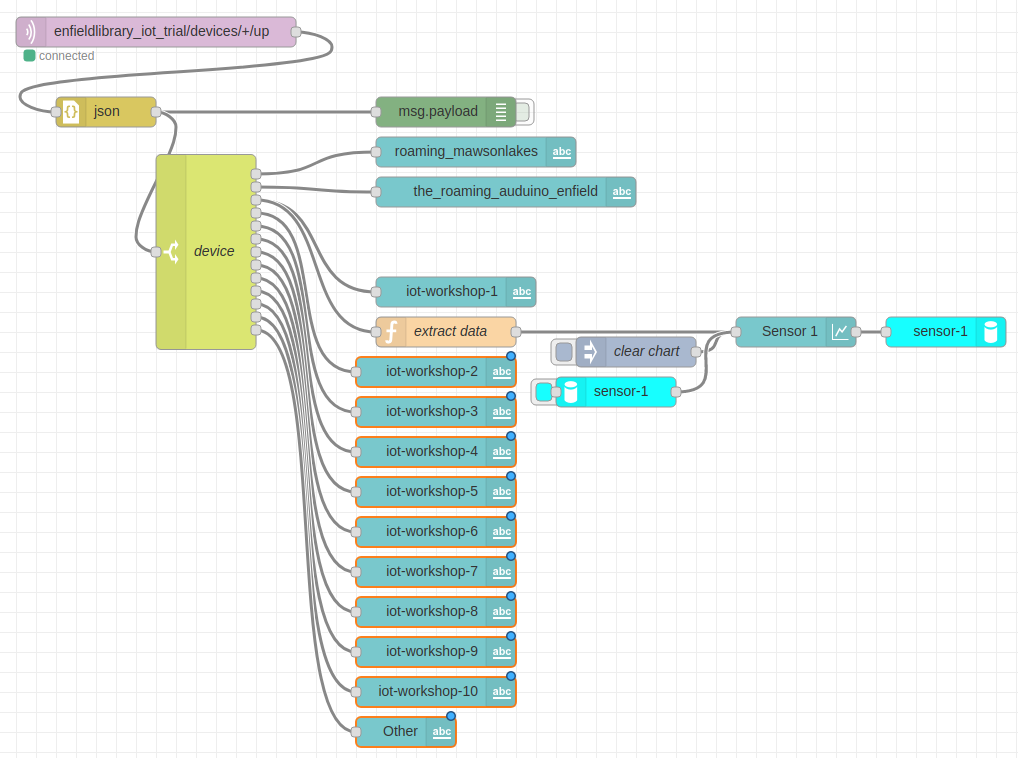 enfieldlibrary_iot_trial/devices/+/up
connected
{} json
msg.payload
roaming_mawsonlakes abc
the_roaming_auduino_enfield abc
device
iot-workshop-1 abc
extract data
Sensor 1
sensor-1
clear chart
iot-workshop-2 abc
sensor-1
iot-workshop-3 abc
iot-workshop-4 abc
iot-workshop-5 abc
iot-workshop-6 abc
iot-workshop-7 abc
iot-workshop-8 abc
iot-workshop-9 abc
iot-workshop-10 abc
Other abc